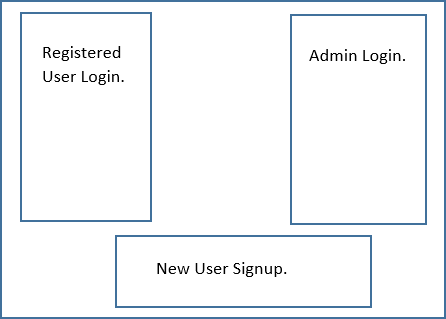 Registered
User Login.
Admin Login.
New User Signup.